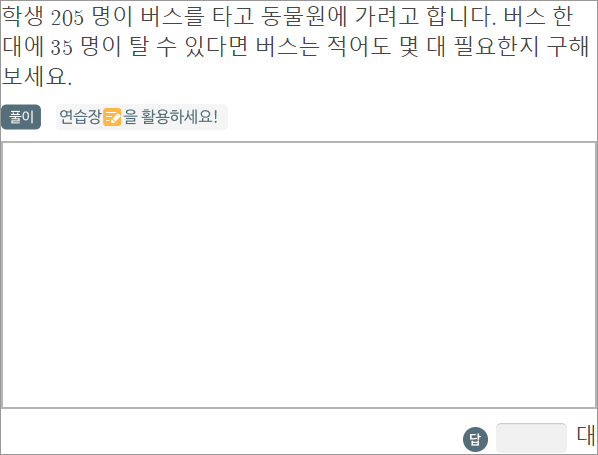 학생 205 명이 버스를 타고 동물원에 가려고 합니다. 버스 한
대에 35 명이 탈 수 있다면 버스는 적어도 몇 대 필요한지 구해
보세요.
풀이 연습장을 활용하세요!
답 대